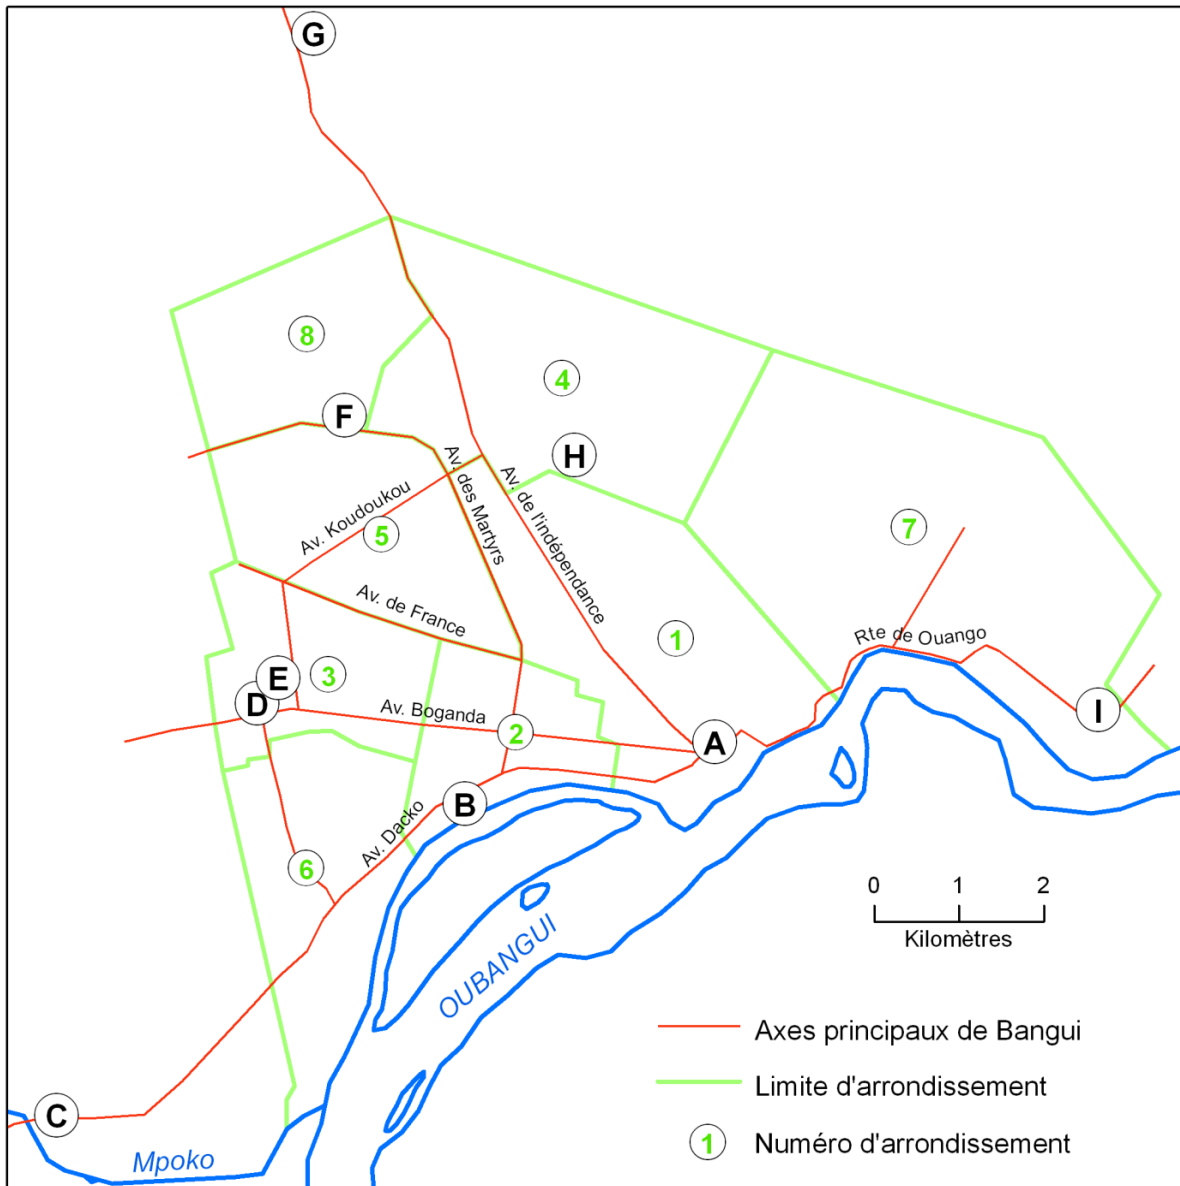 G
8
4
F
H
Av. des Martyrs
Av. de l'indépendance
Av. Koudoukou
5
7
Av. de France
1
Rte de Ouango
3
E
D
Av. Boganda
2
A
I
B
Av. Dacko
6
0 1 2
Kilomètres
OUBANGUI
Axes principaux de Bangui
Limite d'arrondissement
C
1 Numéro d'arrondissement
Mpoko